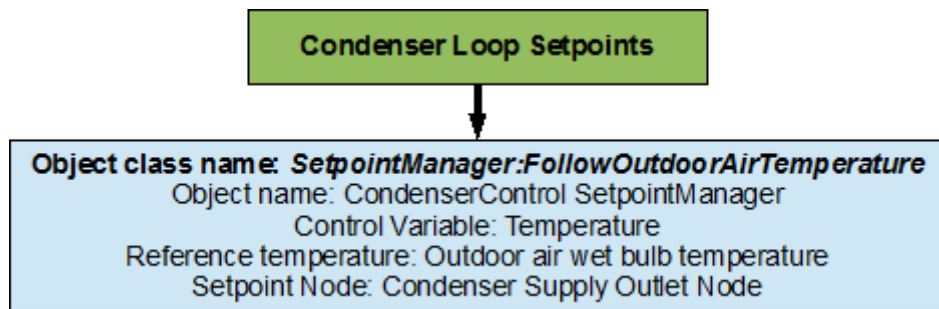 Condenser Loop Setpoints
Object class name: SetpointManager:FollowOutdoorAirTemperature
Object name: CondenserControl SetpointManager
Control Variable: Temperature
Reference temperature: Outdoor air wet bulb temperature
Setpoint Node: Condenser Supply Outlet Node